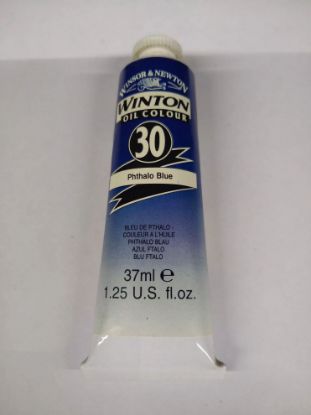 WINSOR & NEWTON
WINTON
OIL COLOUR
30
Phthalo Blue
BLEU DE PTHALO -
COULEUR A L'HUILE
PHTHALO BLAU
AZUL FTALO
BLU FTALO
37ml ℮
1.25 U.S. fl.oz.